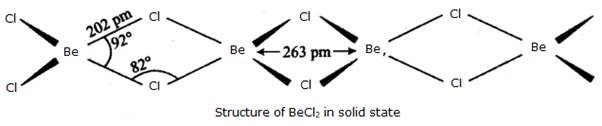 Cl 202 pm Cl Cl Cl
Be 92° Be 263 pm Be, Be
Cl 82° Cl Cl Cl
Structure of BeCl₂ in solid state